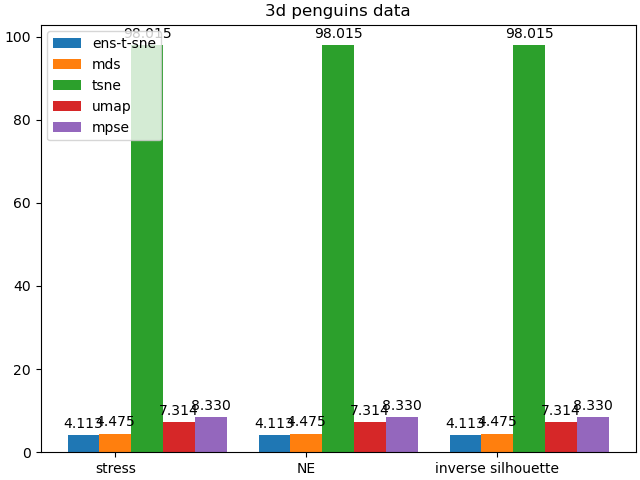 3d penguins data
100
80
60
40
20
0
ens-t-sne
mds
tsne
umap
mpse
98.015
98.015
98.015
4.113
4.475
7.314
8.330
4.113
4.475
7.314
8.330
4.113
4.475
7.314
8.330
stress
NE
inverse silhouette